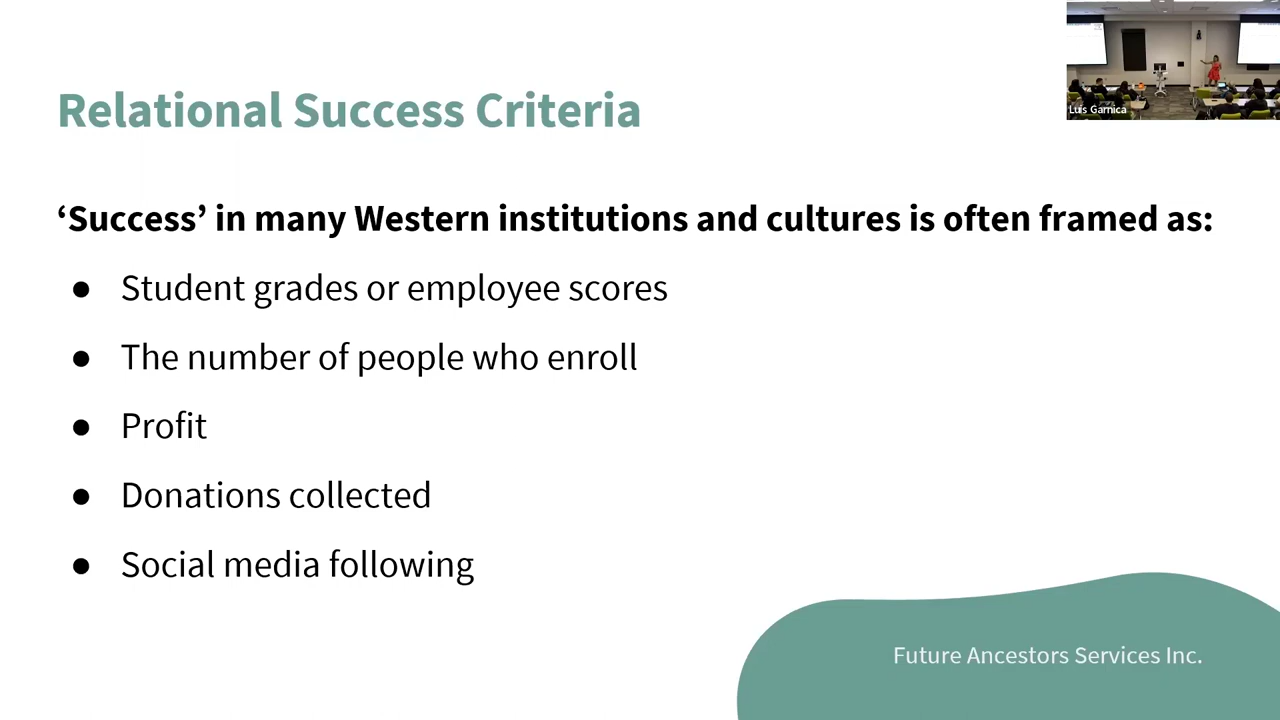 Relational Success Criteria
‘Success’ in many Western institutions and cultures is often framed as:
● Student grades or employee scores
● The number of people who enroll
● Profit
● Donations collected
● Social media following
Future Ancestors Services Inc.
Luis Garnica